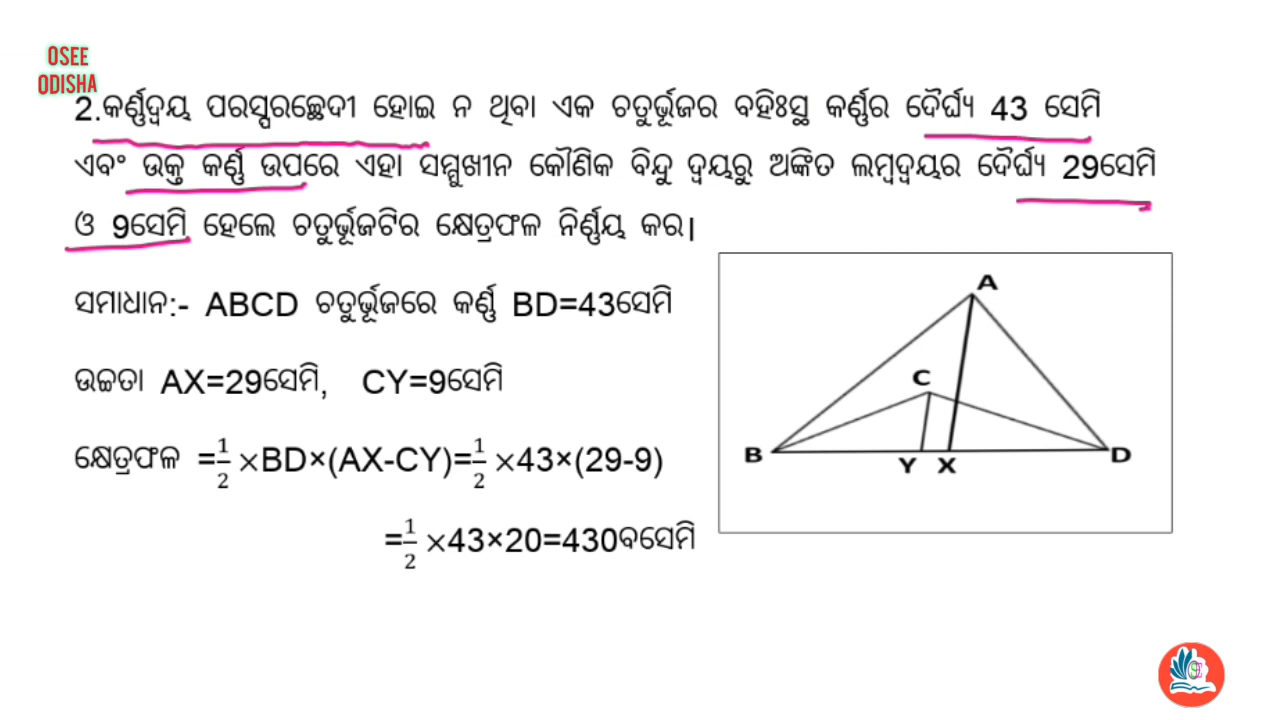 OSEE
ODISHA
2.କର୍ଣ୍ଣଦ୍ୱୟ ପରସ୍ପରଚ୍ଛେଦୀ ହୋଇ ନ ଥିବା ଏକ ଚତୁର୍ଭୂଜର ବହିଃସ୍ଥ କର୍ଣ୍ଣର ଦୈର୍ଘ୍ୟ 43 ସେମି
ଏବଂ ଉକ୍ତ କର୍ଣ୍ଣ ଉପରେ ଏହା ସମ୍ମୁଖୀନ କୌଣିକ ବିନ୍ଦୁ ଦ୍ୱୟରୁ ଅଙ୍କିତ ଲମ୍ବଦ୍ୱୟର ଦୈର୍ଘ୍ୟ 29ସେମି
ଓ 9ସେମି ହେଲେ ଚତୁର୍ଭୂଜଟିର କ୍ଷେତ୍ରଫଳ ନିର୍ଣ୍ଣୟ କର।
ସମାଧାନ:- ABCD ଚତୁର୍ଭୂଜରେ କର୍ଣ୍ଣ BD=43ସେମି
ଉଚ୍ଚତା AX=29ସେମି, CY=9ସେମି
କ୍ଷେତ୍ରଫଳ =1/2 ×BD×(AX-CY)=1/2 ×43×(29-9)
=1/2 ×43×20=430ବସେମି
A
C
B Y X D